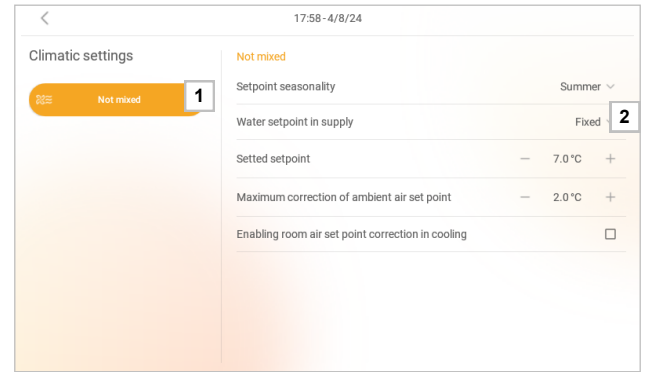 17:58-4/8/24
Climatic settings
Not mixed
1
Not mixed
Setpoint seasonality Summer
Water setpoint in supply Fixed
2
Setted setpoint — 7.0°C +
Maximum correction of ambient air set point — 2.0°C +
Enabling room air set point correction in cooling